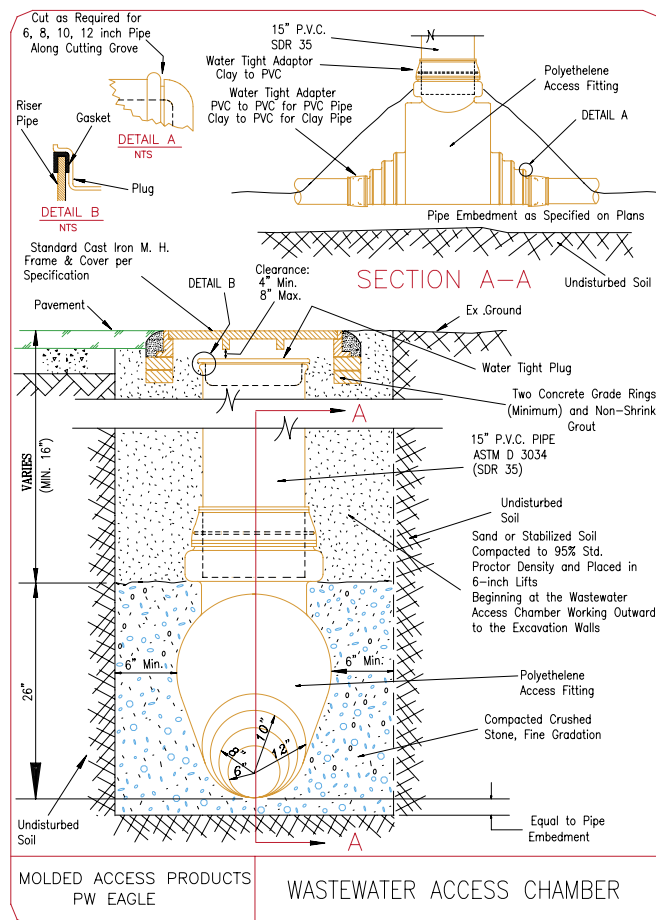 Cut as Required for
6, 8, 10, 12 inch Pipe
Along Cutting Grove
Riser
Pipe
Gasket
DETAIL A
NTS
Plug
DETAIL B
NTS
15" P.V.C.
SDR 35
Water Tight Adaptor
Clay to PVC
Water Tight Adapter
PVC to PVC for PVC Pipe
Clay to PVC for Clay Pipe
Polyethelene
Access Fitting
DETAIL A
Pipe Embedment as Specified on Plans
SECTION A-A
Undisturbed Soil
Standard Cast Iron M. H.
Frame & Cover per
Specification
DETAIL B
Clearance:
4" Min.
8" Max.
Pavement
Ex .Ground
Water Tight Plug
Two Concrete Grade Rings
(Minimum) and Non-Shrink
Grout
A
15" P.V.C. PIPE
ASTM D 3034
(SDR 35)
VARIES
(MIN. 16")
Undisturbed
Soil
Sand or Stabilized Soil
Compacted to 95% Std.
Proctor Density and Placed in
6-inch Lifts
Beginning at the Wastewater
Access Chamber Working Outward
to the Excavation Walls
6" Min.
6" Min.
26"
Polyethelene
Access Fitting
10"
12"
8"
6"
Compacted Crushed
Stone, Fine Gradation
Undisturbed
Soil
Equal to Pipe
Embedment
A
MOLDED ACCESS PRODUCTS
PW EAGLE
WASTEWATER ACCESS CHAMBER